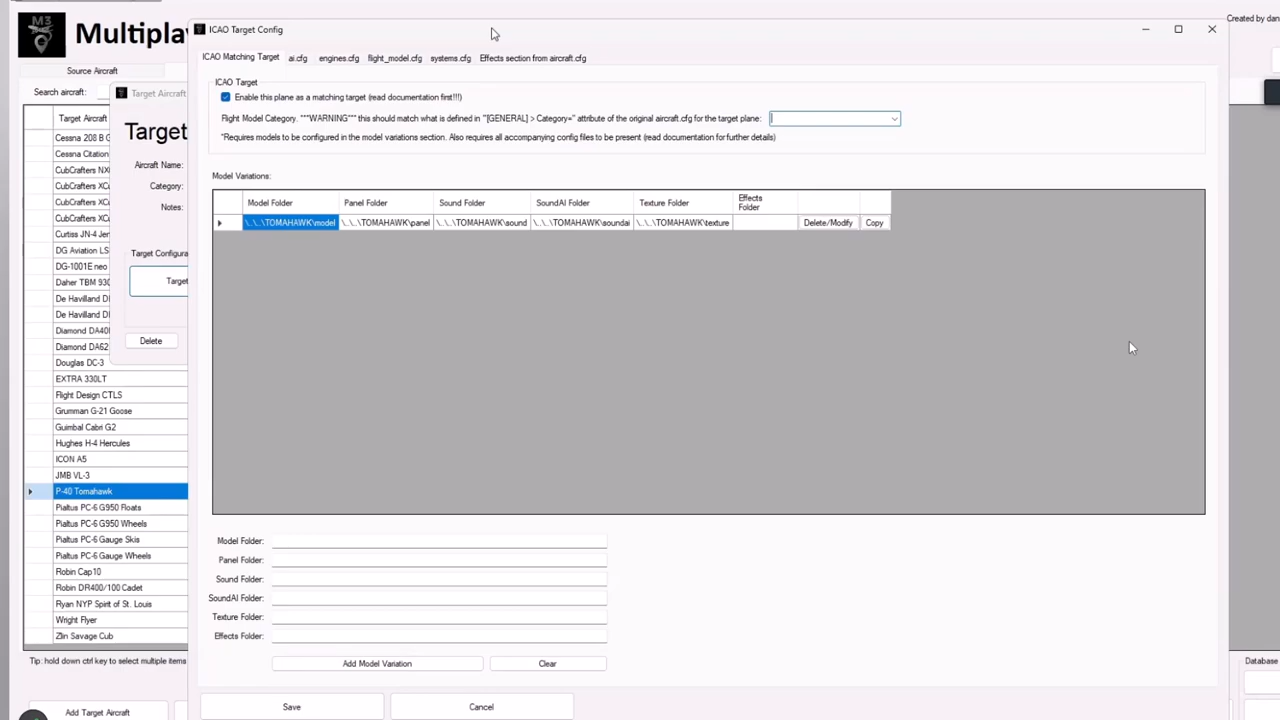 M3
Multipla
Created by dan
ICAO Target Config
Source Aircraft
Search aircraft:
Target Aircraft
Cessna 208 B G
Cessna Citation
CubCrafters NX
CubCrafters XCu
CubCrafters XCu
CubCrafters XCu
Curtiss JN-4 Jen
DG Aviation LS
DG-1001E neo
Daher TBM 930
De Havilland D
De Havilland D
Diamond DA40
Diamond DA62
Douglas DC-3
EXTRA 330LT
Flight Design CTLS
Grumman G-21 Goose
Guimbal Cabri G2
Hughes H-4 Hercules
ICON A5
JMB VL-3
P-40 Tomahawk
Pialtus PC-6 G950 Floats
Pialtus PC-6 G950 Wheels
Pialtus PC-6 Gauge Skis
Pialtus PC-6 Gauge Wheels
Robin Cap10
Robin DR400/100 Cadet
Ryan NYP Spirit of St. Louis
Wright Flyer
Zlin Savage Cub
Tip: hold down ctrl key to select multiple items
Add Target Aircraft
Target Aircraft
Target
Aircraft Name:
Category:
Notes:
Target Configura
Target
Delete
ICAO Matching Target ai.cfg engines.cfg flight_model.cfg systems.cfg Effects section from aircraft.cfg
ICAO Target
Enable this plane as a matching target (read documentation first!!!)
Flight Model Category. ***WARNING*** this should match what is defined in "[GENERAL] > Category=" attribute of the original aircraft.cfg for the target plane:
*Requires models to be configured in the model variations section. Also requires all accompanying config files to be present (read documentation for further details)
Model Variations:
Model Folder Panel Folder Sound Folder SoundAI Folder Texture Folder Effects Folder
\..\..\TOMAHAWK\model \..\..\TOMAHAWK\panel \..\..\TOMAHAWK\sound \..\..\TOMAHAWK\soundai \..\..\TOMAHAWK\texture Delete/Modify Copy
Model Folder:
Panel Folder:
Sound Folder:
SoundAI Folder:
Texture Folder:
Effects Folder:
Add Model Variation Clear
Save Cancel
Database